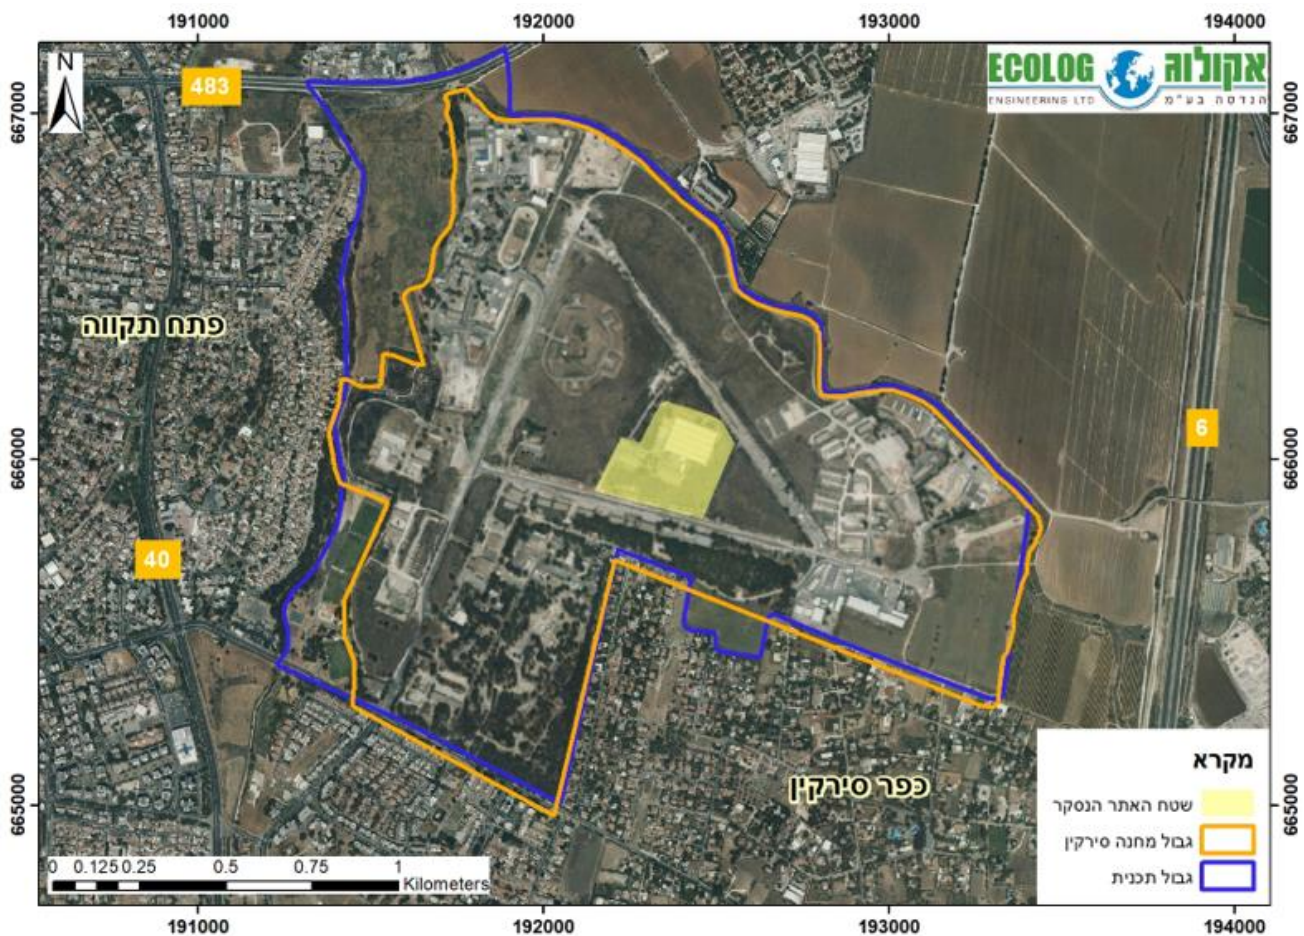 191000 192000 193000 194000
N
483
ECOLOG אקולוג
ENGINEERING LTD הנדסה בע"מ
667000 667000
פתח תקווה
6
666000 666000
40
מקרא
שטח האתר הנסקר
גבול מחנה סירקין
גבול תכנית
כפר סירקין
665000 665000
0 0.125 0.25 0.5 0.75 1
Kilometers
191000 192000 193000 194000